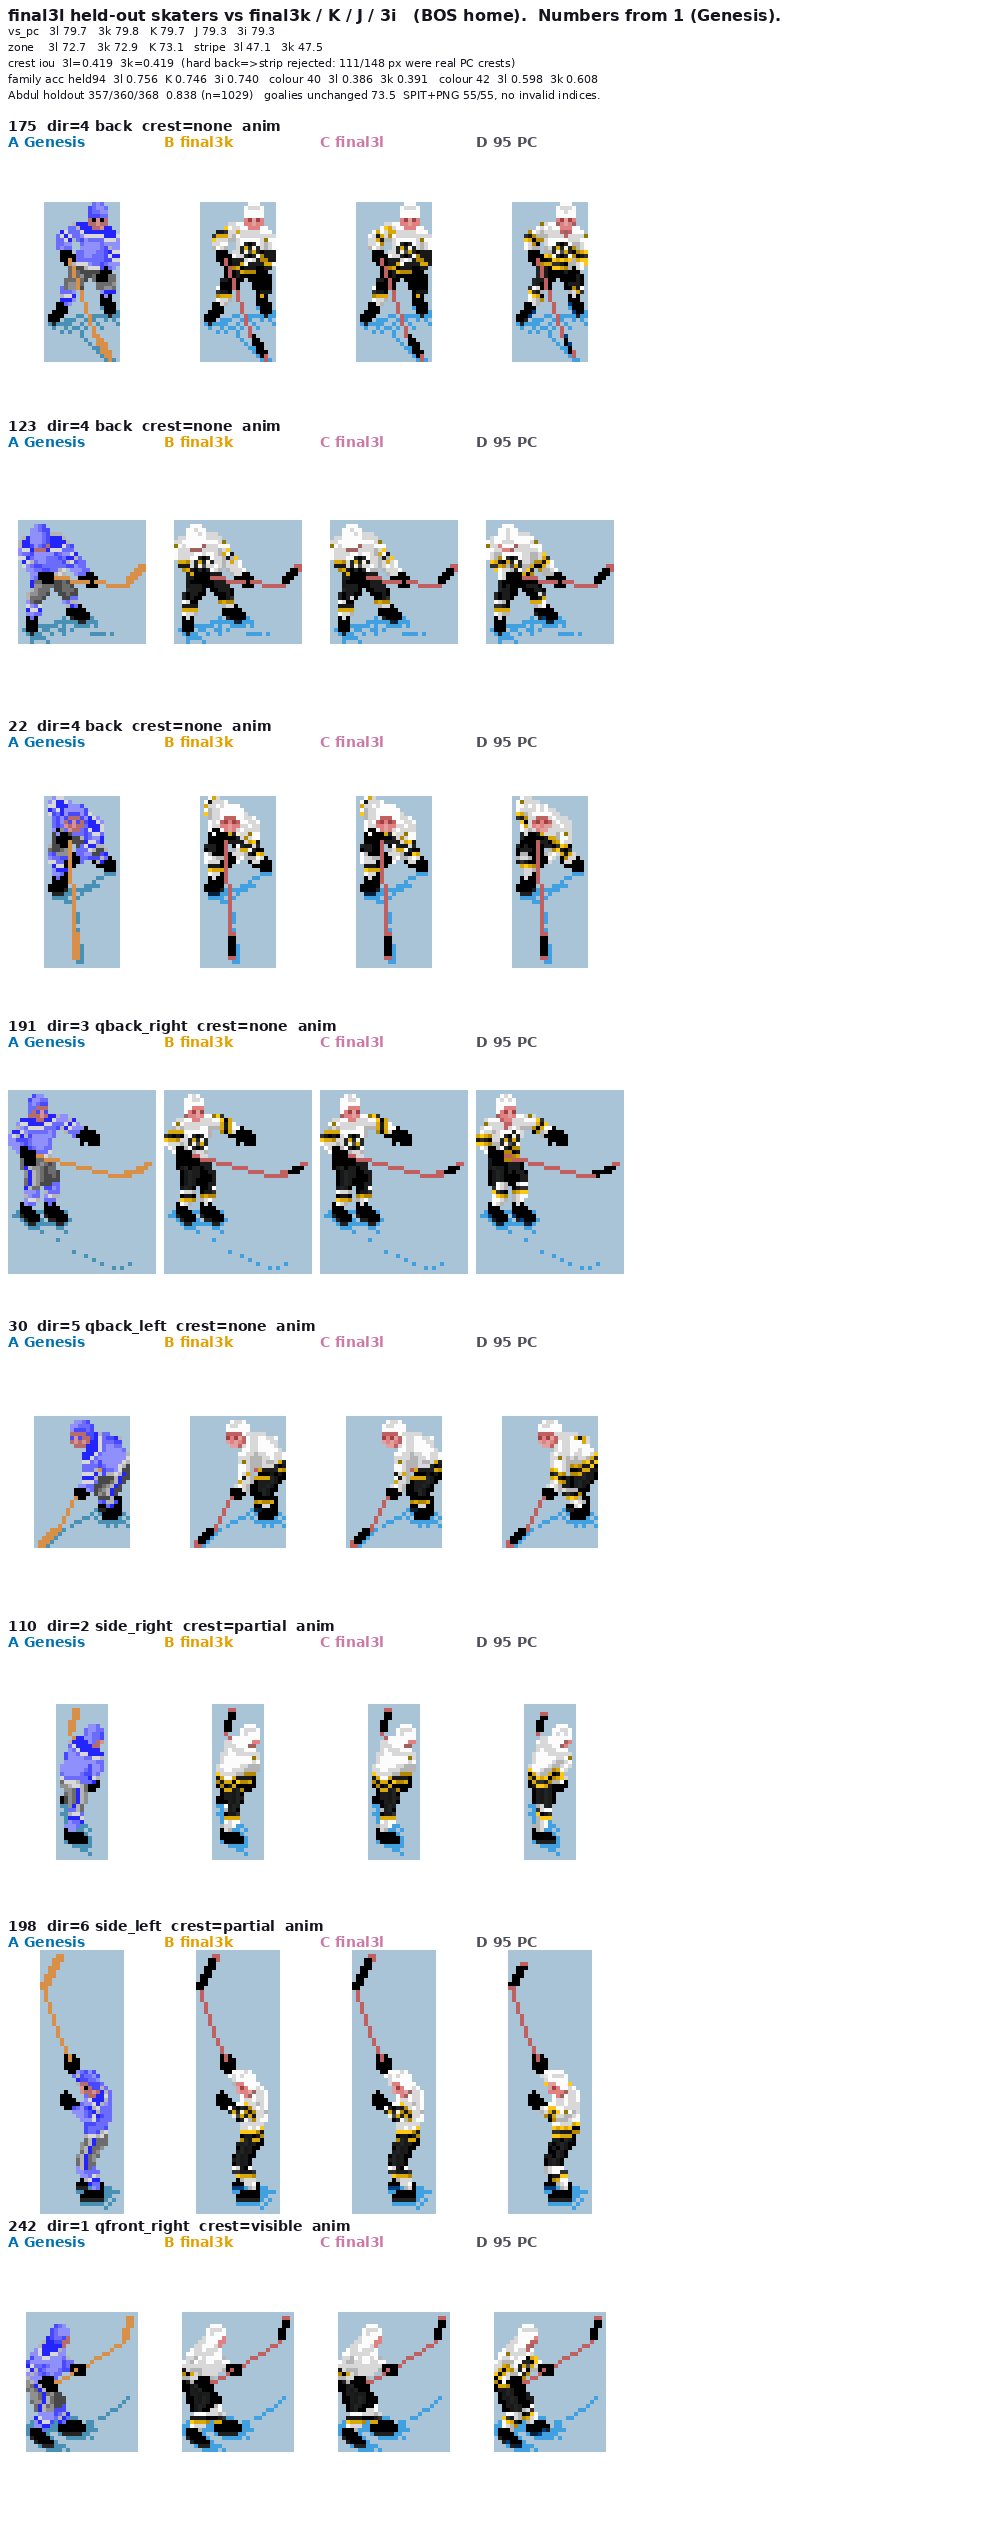 final3l held-out skaters vs final3k / K / J / 3i (BOS home). Numbers from 1 (Genesis).
vs_pc 3l 79.7 3k 79.8 K 79.7 J 79.3 3i 79.3
zone 3l 72.7 3k 72.9 K 73.1 stripe 3l 47.1 3k 47.5
crest iou 3l=0.419 3k=0.419 (hard back=>strip rejected: 111/148 px were real PC crests)
family acc held94 3l 0.756 K 0.746 3i 0.740 colour 40 3l 0.386 3k 0.391 colour 42 3l 0.598 3k 0.608
Abdul holdout 357/360/368 0.838 (n=1029) goalies unchanged 73.5 SPIT+PNG 55/55, no invalid indices.
175 dir=4 back crest=none anim
A Genesis B final3k C final3l D 95 PC
123 dir=4 back crest=none anim
A Genesis B final3k C final3l D 95 PC
22 dir=4 back crest=none anim
A Genesis B final3k C final3l D 95 PC
191 dir=3 qback_right crest=none anim
A Genesis B final3k C final3l D 95 PC
30 dir=5 qback_left crest=none anim
A Genesis B final3k C final3l D 95 PC
110 dir=2 side_right crest=partial anim
A Genesis B final3k C final3l D 95 PC
198 dir=6 side_left crest=partial anim
A Genesis B final3k C final3l D 95 PC
242 dir=1 qfront_right crest=visible anim
A Genesis B final3k C final3l D 95 PC